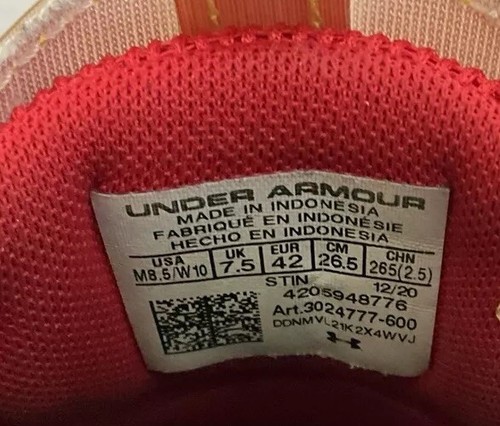 UNDER ARMOUR
MADE IN INDONESIA
FABRIQUÉ EN INDONÉSIE
HECHO EN INDONESIA
USA UK EUR CM CHN
M8.5/W10 7.5 42 26.5 265(2.5)
STIN 12/20
4205948776
Art.3024777-600
DDNMVL21K2X4WVJ